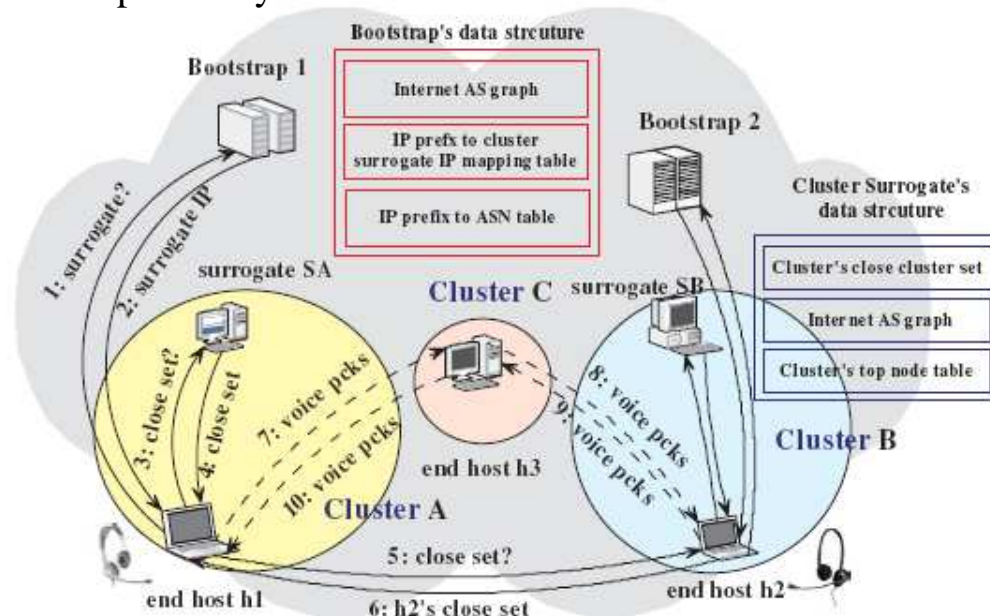 Bootstrap's data strcuture
Bootstrap 1
Internet AS graph
IP prefx to cluster
surrogate IP mapping table
IP prefix to ASN table
Bootstrap 2
Cluster Surrogate's
data strcuture
Cluster's close cluster set
Internet AS graph
Cluster's top node table
1: surrogate?
2: surrogate IP
surrogate SA
Cluster C
surrogate SB
3: close set?
4: close set
7: voice pcks
10: voice pcks
8: voice pcks
9: voice pcks
end host h3
Cluster A
Cluster B
5: close set?
6: h2's close set
end host h1
end host h2